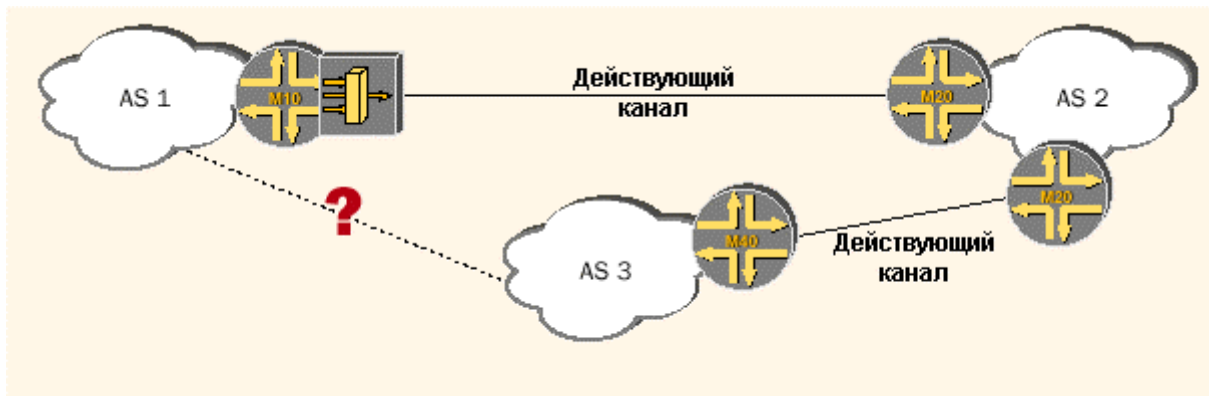 AS 1
M10
Действующий
канал
M20
AS 2
M20
?
AS 3
M40
Действующий
канал